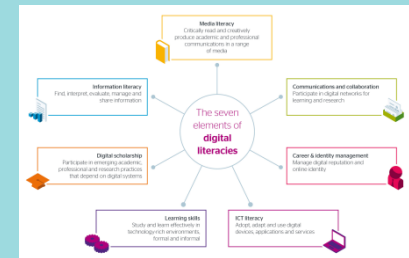 Media literacy
Critically read and creatively
produce academic and professional
communications in a range
of media
Information literacy
Find, interpret, evaluate, manage and
share information
Communications and collaboration
Participate in digital networks for
learning and research
The seven
elements of
digital
literacies
Digital scholarship
Participate in emerging academic,
professional and research practices
that depend on digital systems
Career & identity management
Manage digital reputation and
online identity
Learning skills
Study and learn effectively in
technology-rich environments,
formal and informal
ICT literacy
Adopt, adapt and use digital
devices, applications and services